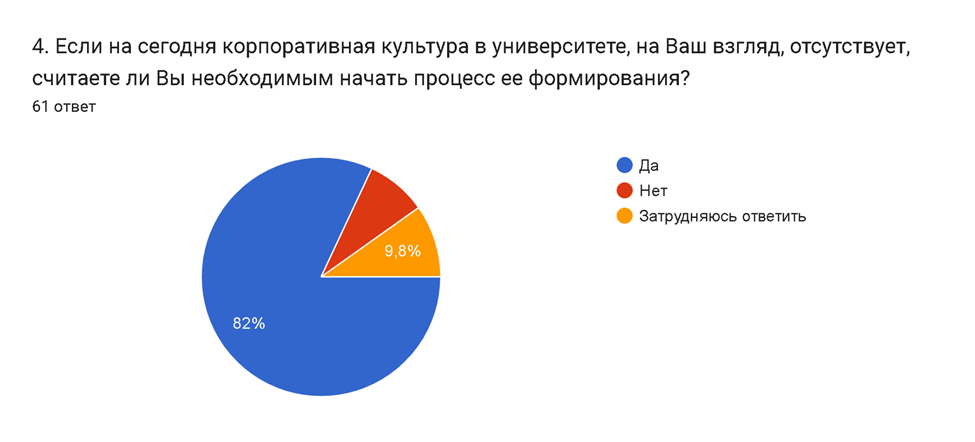 4. Если на сегодня корпоративная культура в университете, на Ваш взгляд, отсутствует,
считаете ли Вы необходимым начать процесс ее формирования?
61 ответ
Да
Нет
Затрудняюсь ответить
9,8%
82%